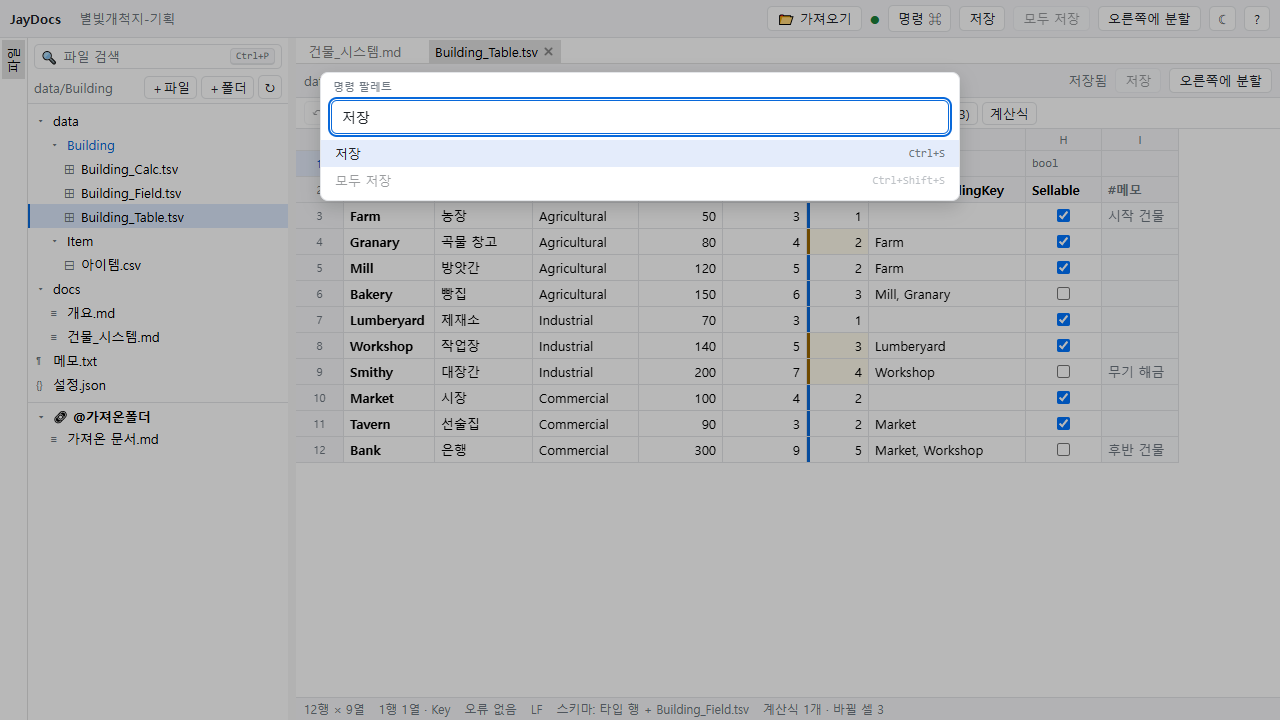 JayDocs 별빛개척지-기획 가져오기 명령 ⌘ 저장 모두 저장 오른쪽에 분할 ☾ ?
탐색
파일 검색 Ctrl+P
data/Building +파일 +폴더 ↻
data
Building
Building_Calc.tsv
Building_Field.tsv
Building_Table.tsv
Item
아이템.csv
docs
개요.md
건물_시스템.md
메모.txt
{} 설정.json
@가져온폴더
가져온 문서.md
건물_시스템.md Building_Table.tsv ✕
저장됨 저장 오른쪽에 분할
3) 계산식
명령 팔레트
저장
저장 Ctrl+S
모두 저장 Ctrl+Shift+S
H I
1 bool
dingKey Sellable #메모
3 Farm 농장 Agricultural 50 3 1 시작 건물
4 Granary 곡물 창고 Agricultural 80 4 2 Farm
5 Mill 방앗간 Agricultural 120 5 2 Farm
6 Bakery 빵집 Agricultural 150 6 3 Mill, Granary
7 Lumberyard 제재소 Industrial 70 3 1
8 Workshop 작업장 Industrial 140 5 3 Lumberyard
9 Smithy 대장간 Industrial 200 7 4 Workshop 무기 해금
10 Market 시장 Commercial 100 4 2
11 Tavern 선술집 Commercial 90 3 2 Market
12 Bank 은행 Commercial 300 9 5 Market, Workshop 후반 건물
12행 × 9열 1행 1열 · Key 오류 없음 LF 스키마: 타입 행 + Building_Field.tsv 계산식 1개 · 바뀔 셀 3